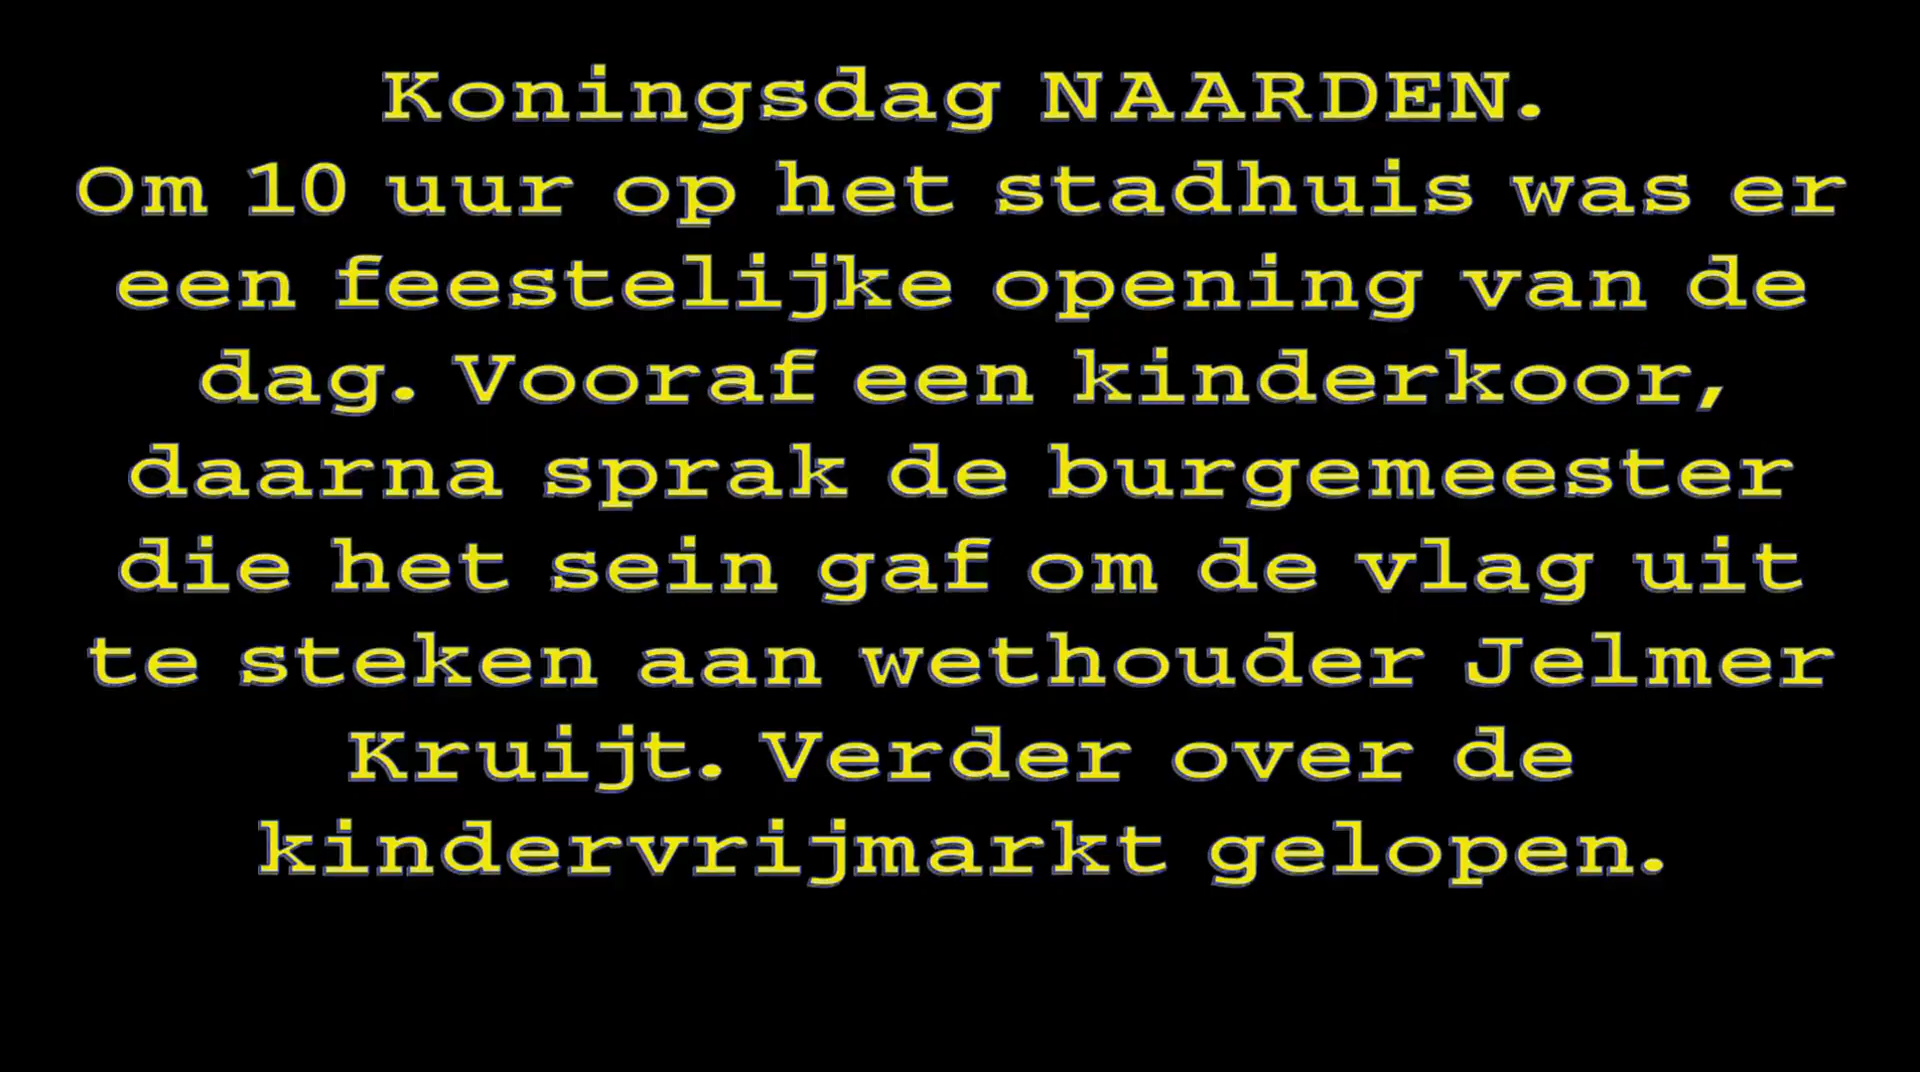 Koningsdag NAARDEN.
Om 10 uur op het stadhuis was er
een feestelijke opening van de
dag. Vooraf een kinderkoor,
daarna sprak de burgemeester
die het sein gaf om de vlag uit
te steken aan wethouder Jelmer
Kruijt. Verder over de
kindervrijmarkt gelopen.